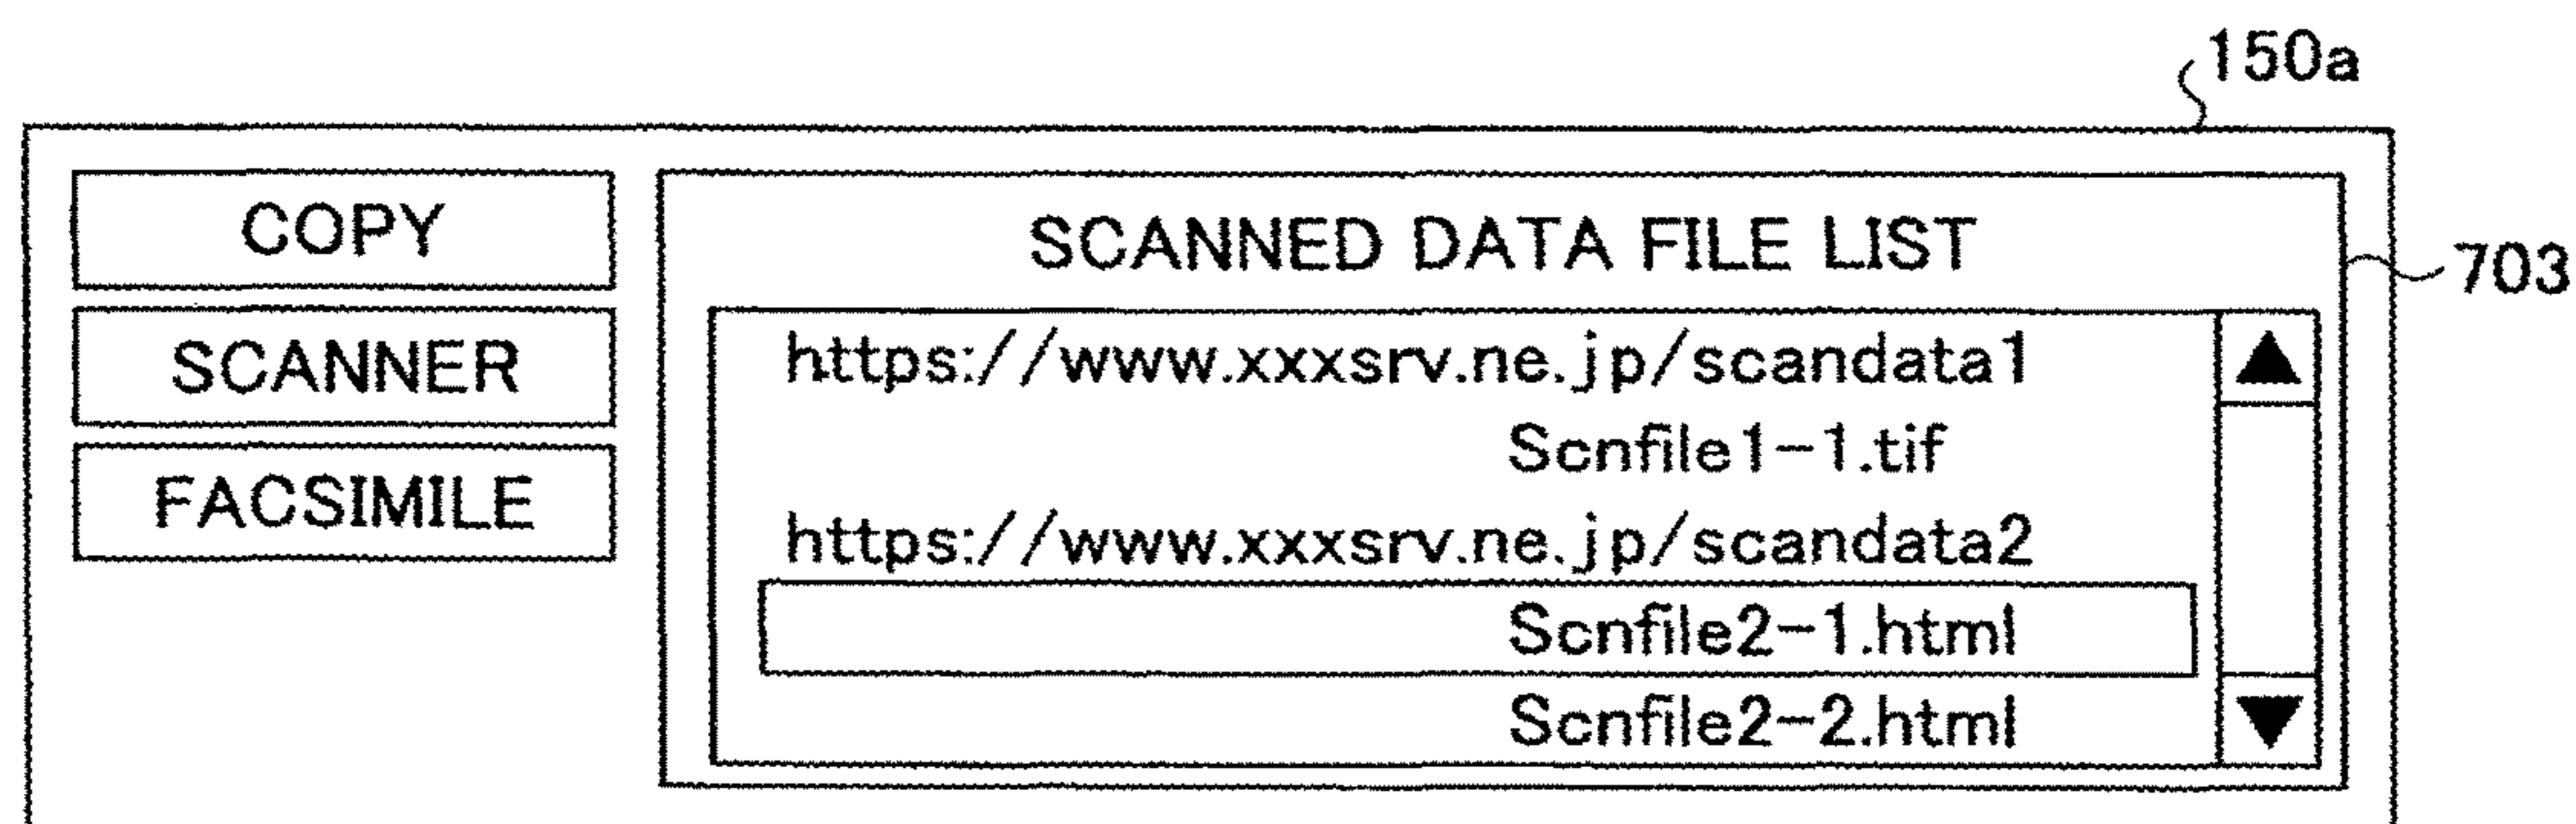 150a
COPY
SCANNER
FACSIMILE
SCANNED DATA FILE LIST
703
https://www.xxxsrv.ne.jp/scandata1
Scnfile1-1.tif
https://www.xxxsrv.ne.jp/scandata2
Scnfile2-1.html
Scnfile2-2.html